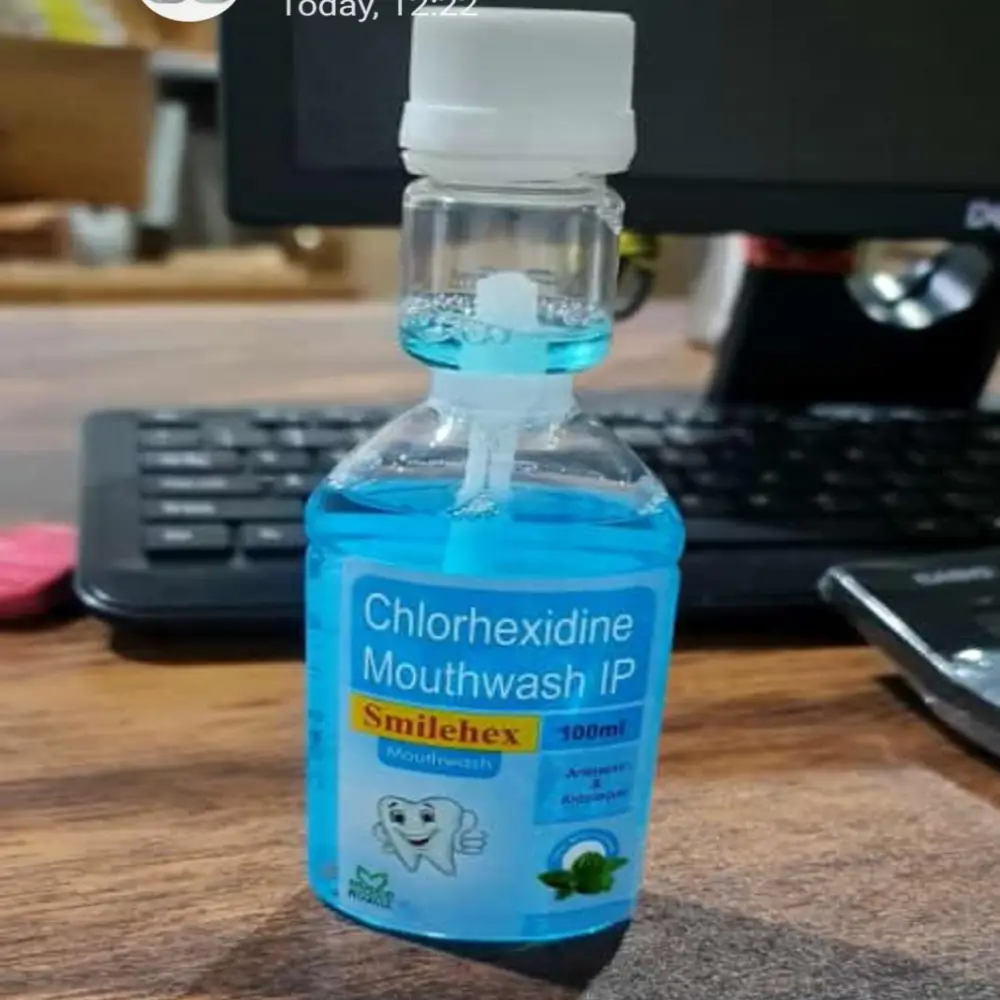 Today, 12:22
Chlorhexidine
Mouthwash IP
Smilehex
100ml
Mouthwash
&